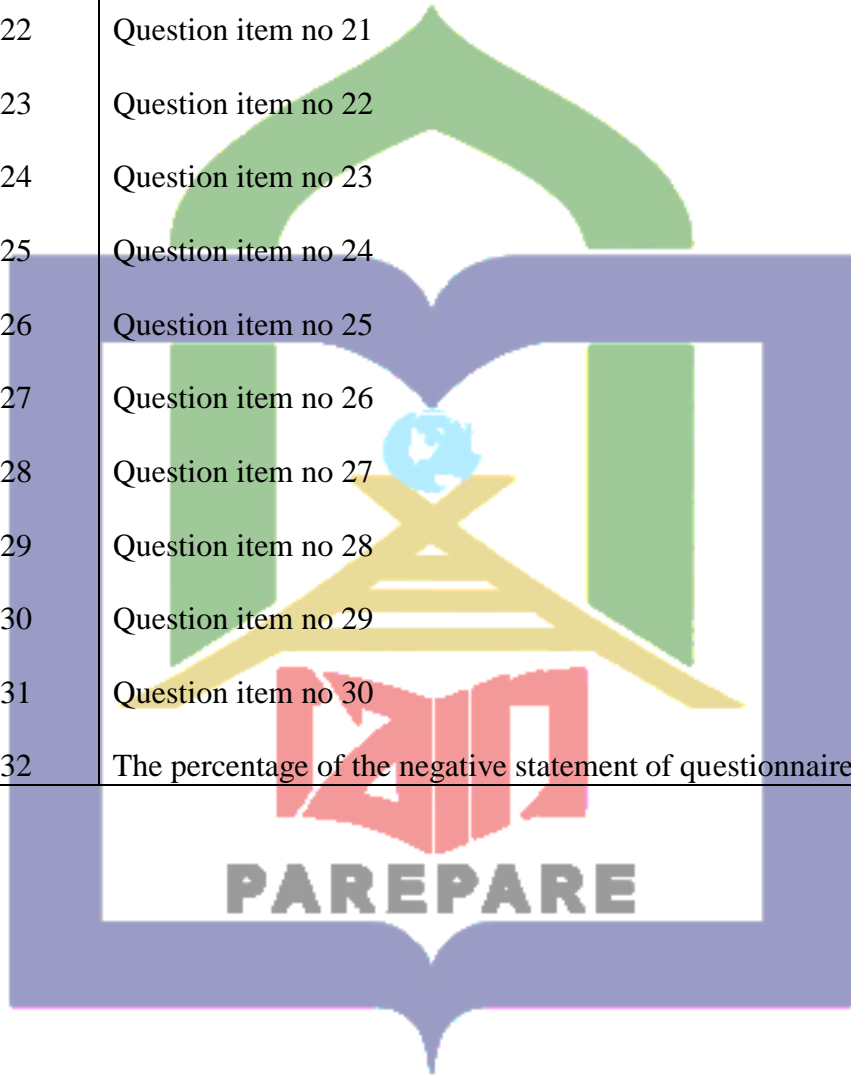 22 Question item no 21
23 Question item no 22
24 Question item no 23
25 Question item no 24
26 Question item no 25
27 Question item no 26
28 Question item no 27
29 Question item no 28
30 Question item no 29
31 Question item no 30
32 The percentage of the negative statement of questionnaire
IAIN
PAREPARE